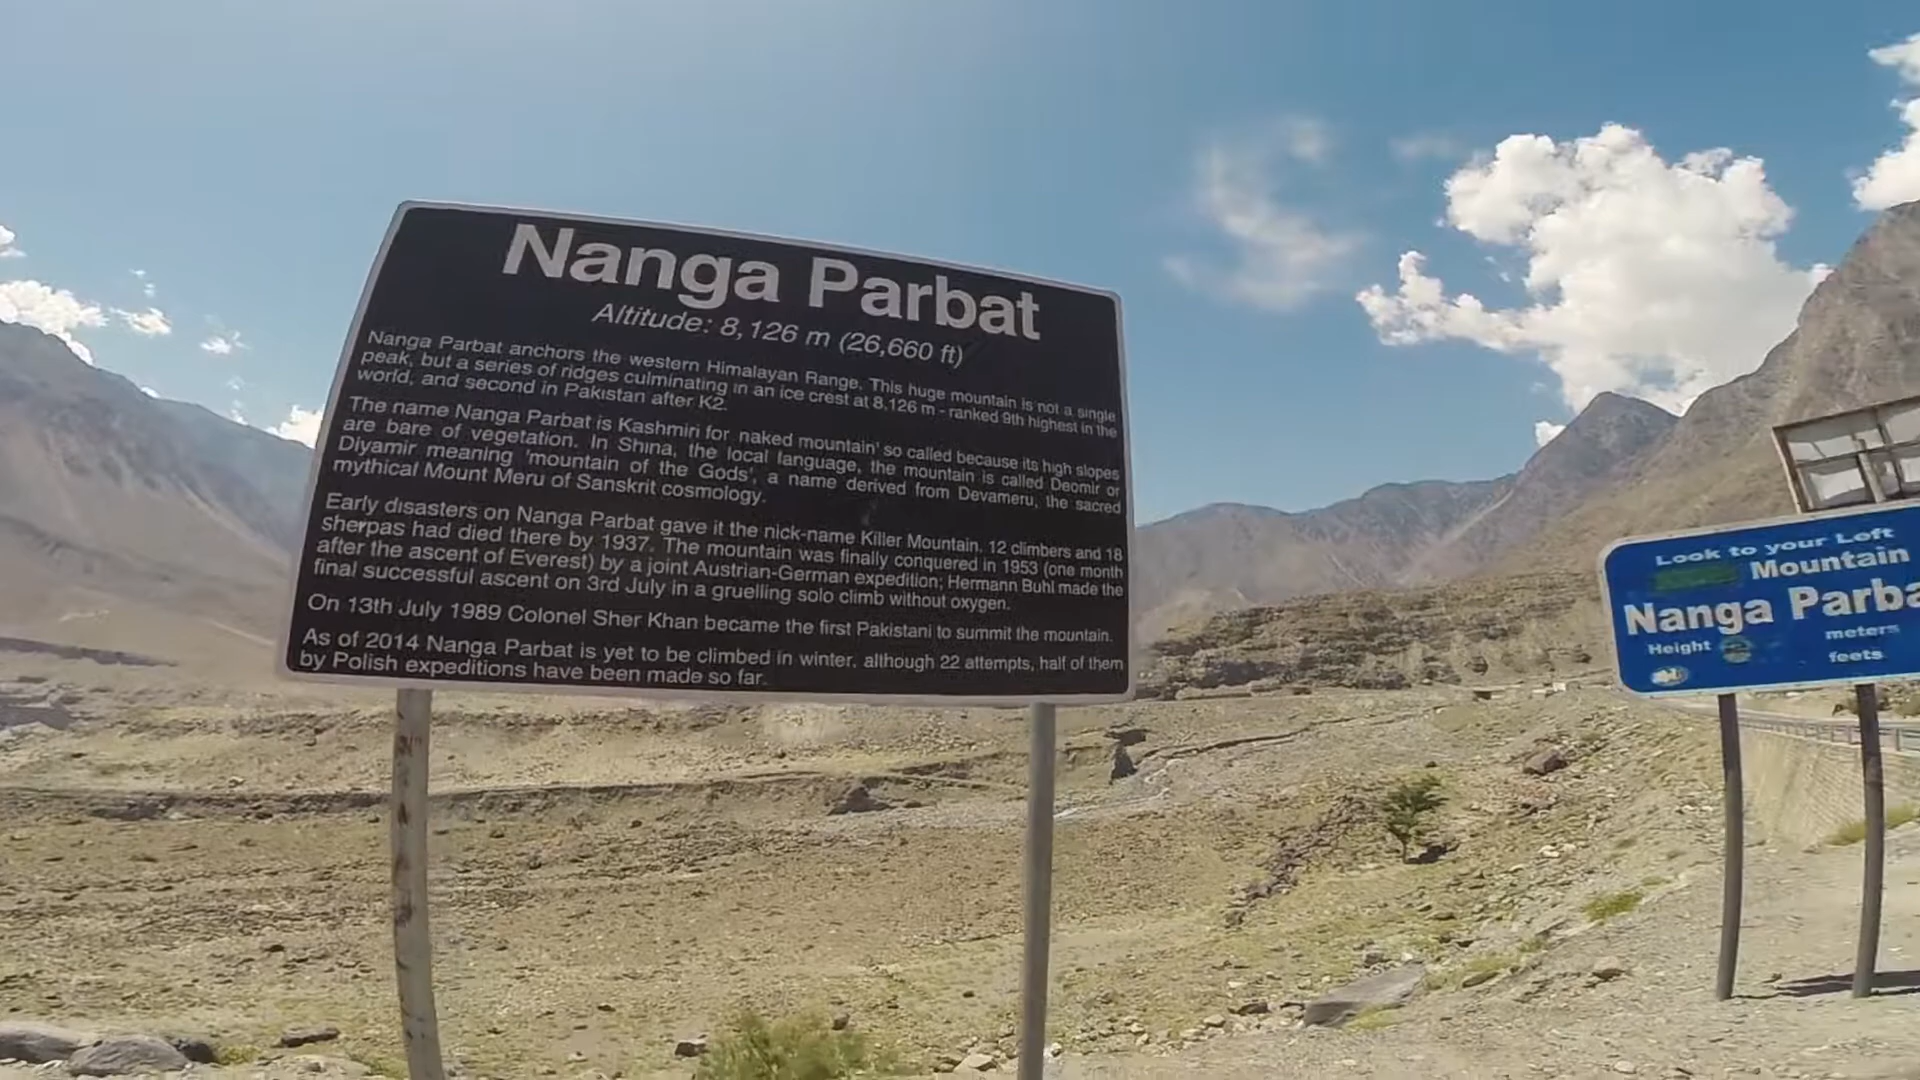 Nanga Parbat
Altitude: 8,126 m (26,660 ft)
Nanga Parbat anchors the western Himalayan Range. This huge mountain is not a single
peak, but a series of ridges culminating in an ice crest at 8,126 m - ranked 9th highest in the
world, and second in Pakistan after K2.
The name Nanga Parbat is Kashmiri for 'naked mountain' so called because its high slopes
are bare of vegetation. In Shina, the local language, the mountain is called Deomir or
Diyamir meaning 'mountain of the Gods', a name derived from Devameru, the sacred
mythical Mount Meru of Sanskrit cosmology.
Early disasters on Nanga Parbat gave it the nick-name Killer Mountain. 12 climbers and 18
sherpas had died there by 1937. The mountain was finally conquered in 1953 (one month
after the ascent of Everest) by a joint Austrian-German expedition; Hermann Buhl made the
final successful ascent on 3rd July in a gruelling solo climb without oxygen.
On 13th July 1989 Colonel Sher Khan became the first Pakistani to summit the mountain.
As of 2014 Nanga Parbat is yet to be climbed in winter, although 22 attempts, half of them
by Polish expeditions have been made so far.
Look to your Left
Mountain
Nanga Parba
Height meters
feets